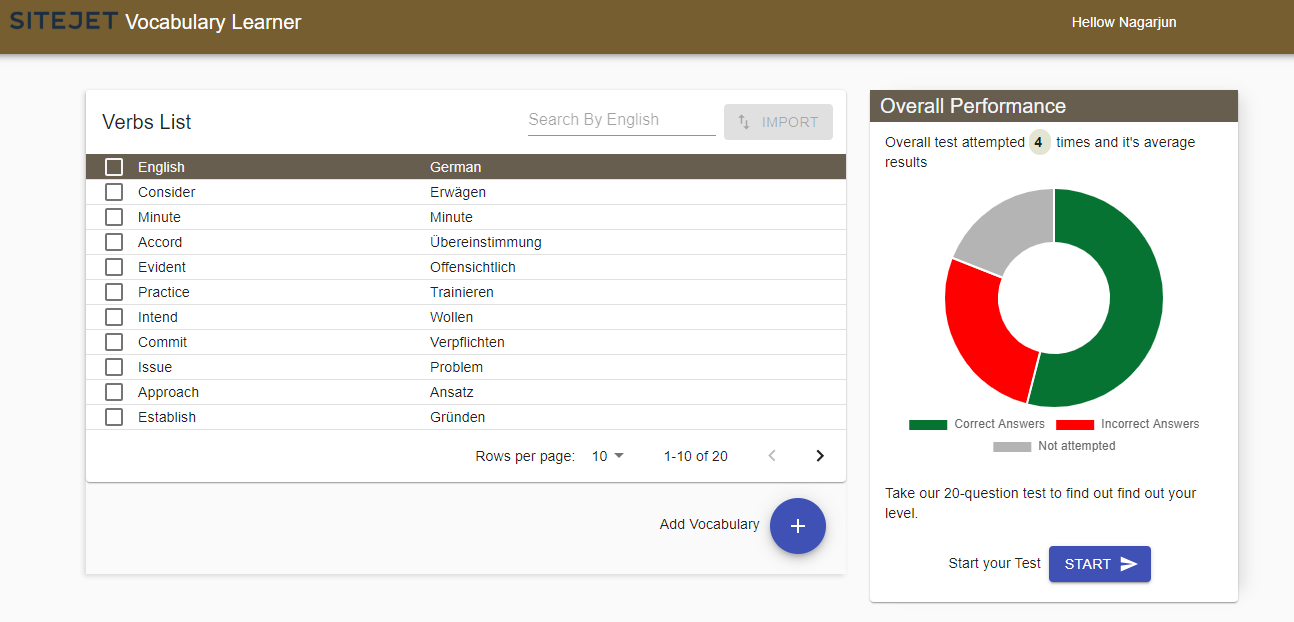 SITEJET Vocabulary Learner
Hellow Nagarjun
Verbs List
Search By English
IMPORT
English German
Consider Erwägen
Minute Minute
Accord Übereinstimmung
Evident Offensichtlich
Practice Trainieren
Intend Wollen
Commit Verpflichten
Issue Problem
Approach Ansatz
Establish Gründen
Rows per page: 10 1-10 of 20
Add Vocabulary +
Overall Performance
Overall test attempted 4 times and it's average
results
Correct Answers Incorrect Answers
Not attempted
Take our 20-question test to find out find out your
level.
Start your Test START